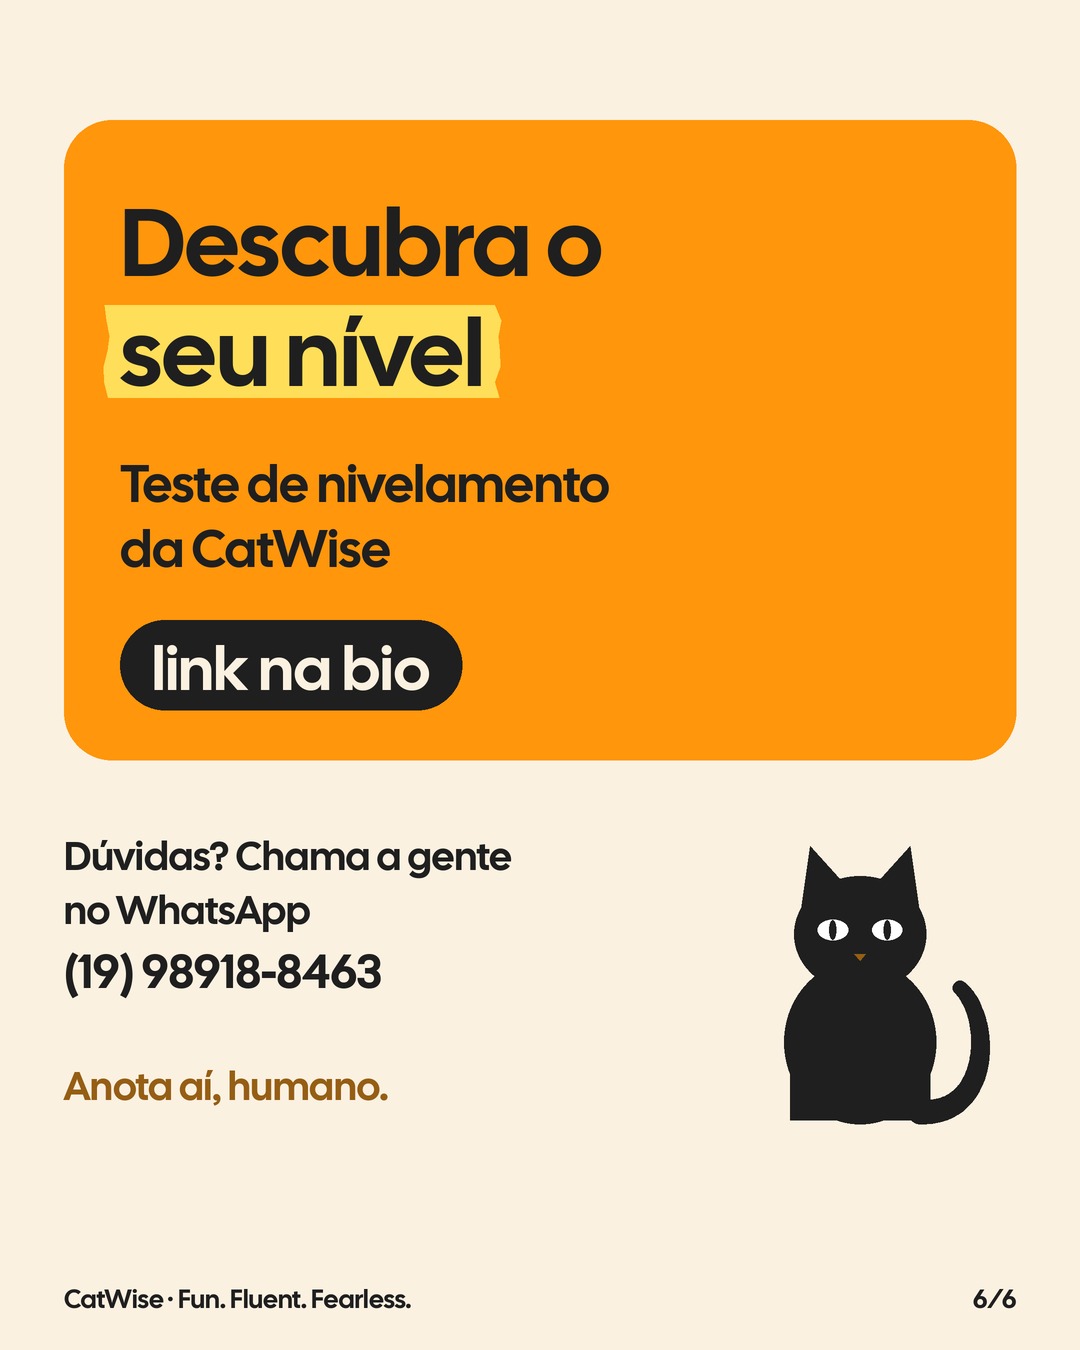 Descubra o
seu nível
Teste de nivelamento
da CatWise
link na bio
Dúvidas? Chama a gente
no WhatsApp
(19) 98918-8463
Anota aí, humano.
CatWise · Fun. Fluent. Fearless.
6/6